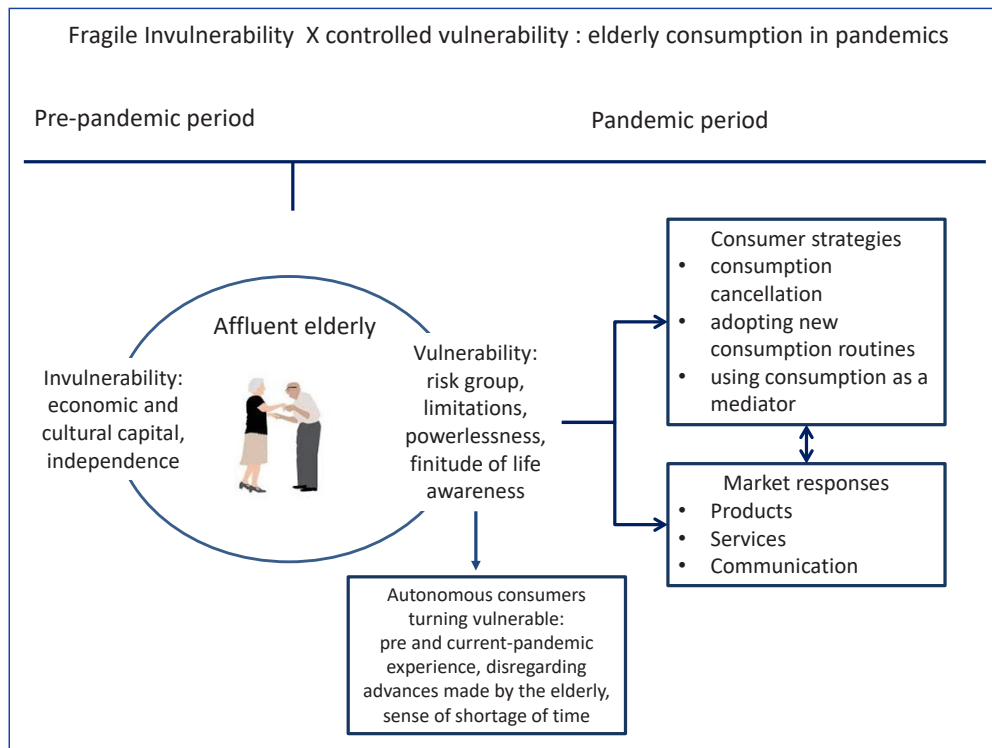 Fragile Invulnerability X controlled vulnerability : elderly consumption in pandemics
Pre-pandemic period
Pandemic period
Affluent elderly
Invulnerability:
economic and
cultural capital,
independence
Vulnerability:
risk group,
limitations,
powerlessness,
finitude of life
awareness
Consumer strategies
• consumption
cancellation
• adopting new
consumption routines
• using consumption as a
mediator
Market responses
• Products
• Services
• Communication
Autonomous consumers
turning vulnerable:
pre and current-pandemic
experience, disregarding
advances made by the elderly,
sense of shortage of time